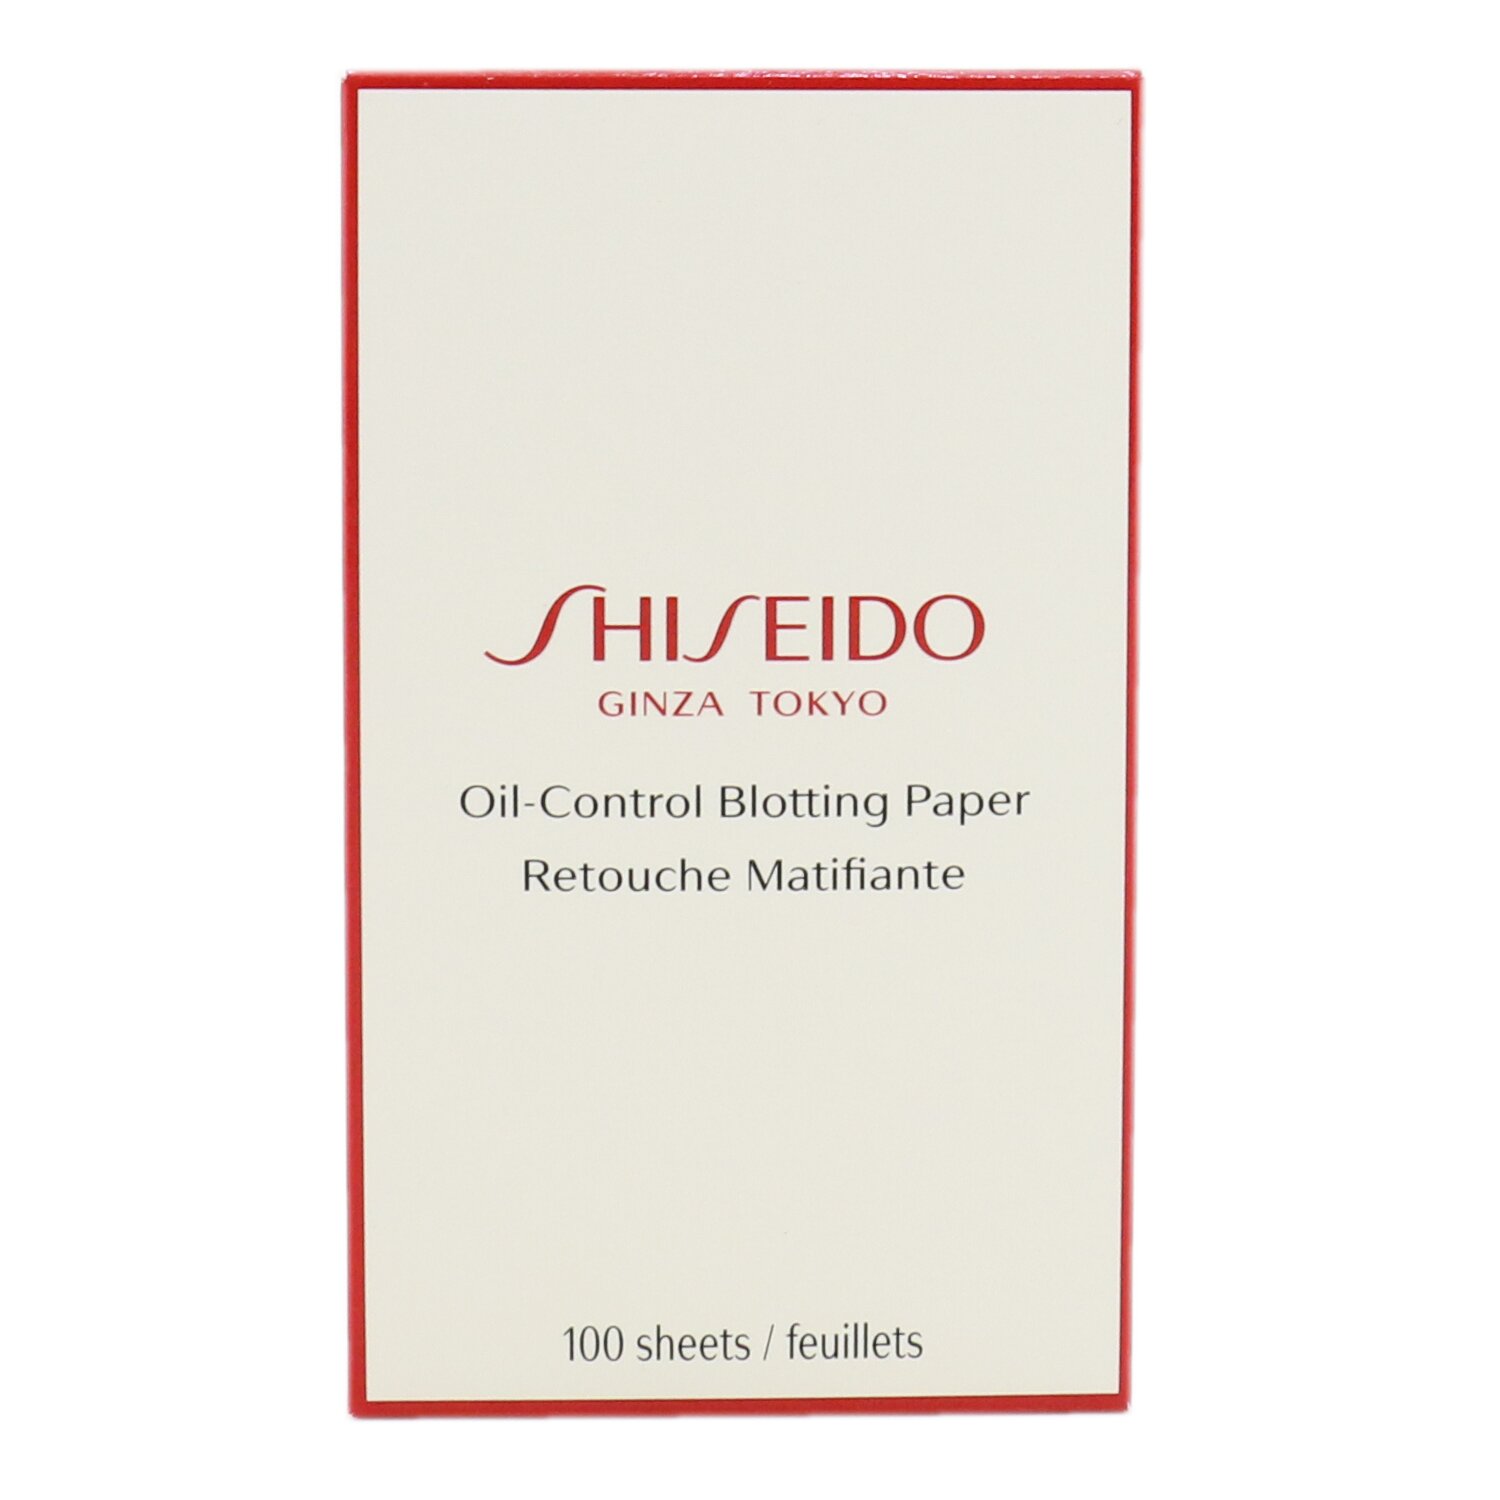 SHISEIDO
GINZA TOKYO
Oil-Control Blotting Paper
Retouche Matifiante
100 sheets / feuillets